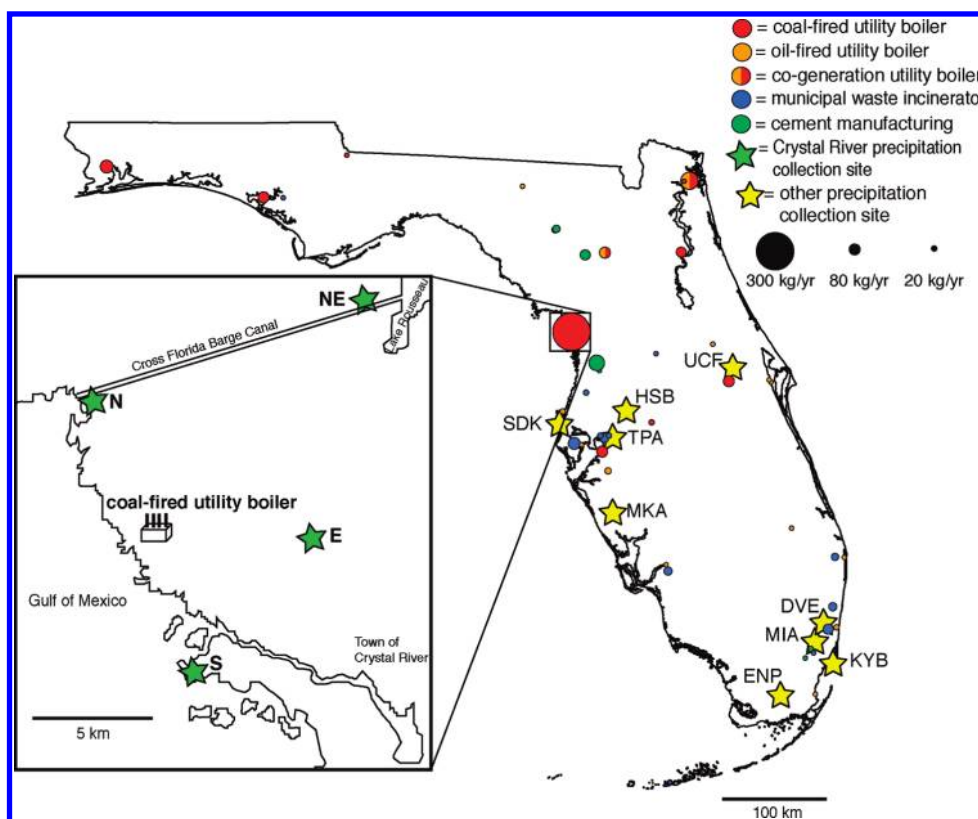 = coal-fired utility boiler
= oil-fired utility boiler
= co-generation utility boiler
= municipal waste incinerato
= cement manufacturing
= Crystal River precipitation
collection site
= other precipitation
collection site
300 kg/yr 80 kg/yr 20 kg/yr
NE
Lake Rousseau
Cross Florida Barge Canal
N
coal-fired utility boiler
E
Gulf of Mexico
S
Town of
Crystal River
5 km
UCF
HSB
SDK
TPA
MKA
DVE
MIA
KYB
ENP
100 km